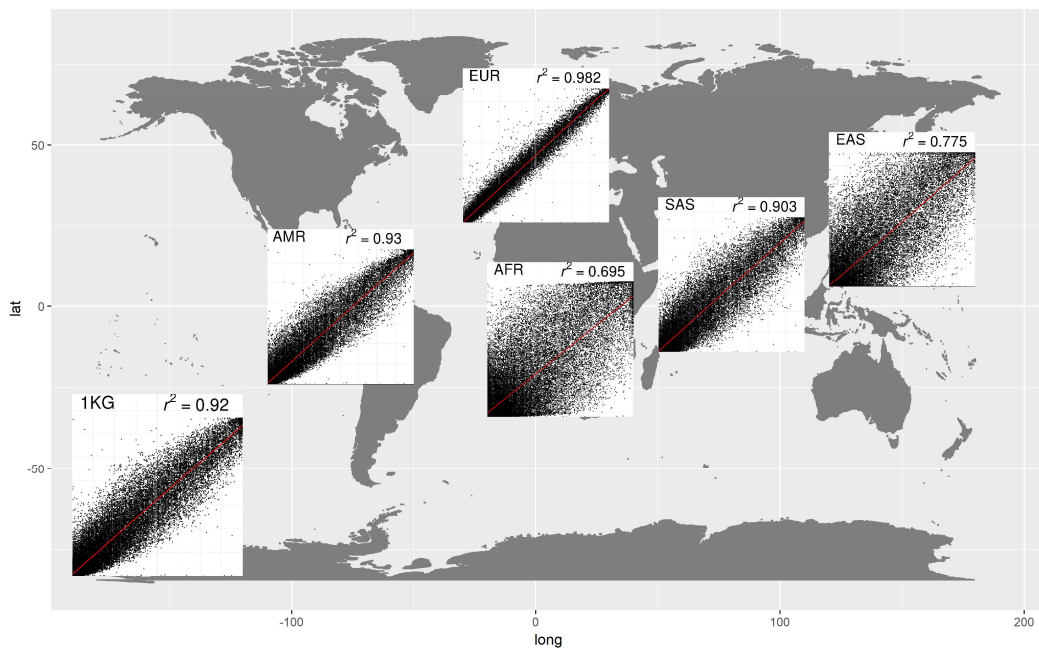 EUR r² = 0.982
EAS r² = 0.775
SAS r² = 0.903
AMR r² = 0.93
AFR r² = 0.695
1KG r² = 0.92
50
0
-50
lat
-100 0 100 200
long